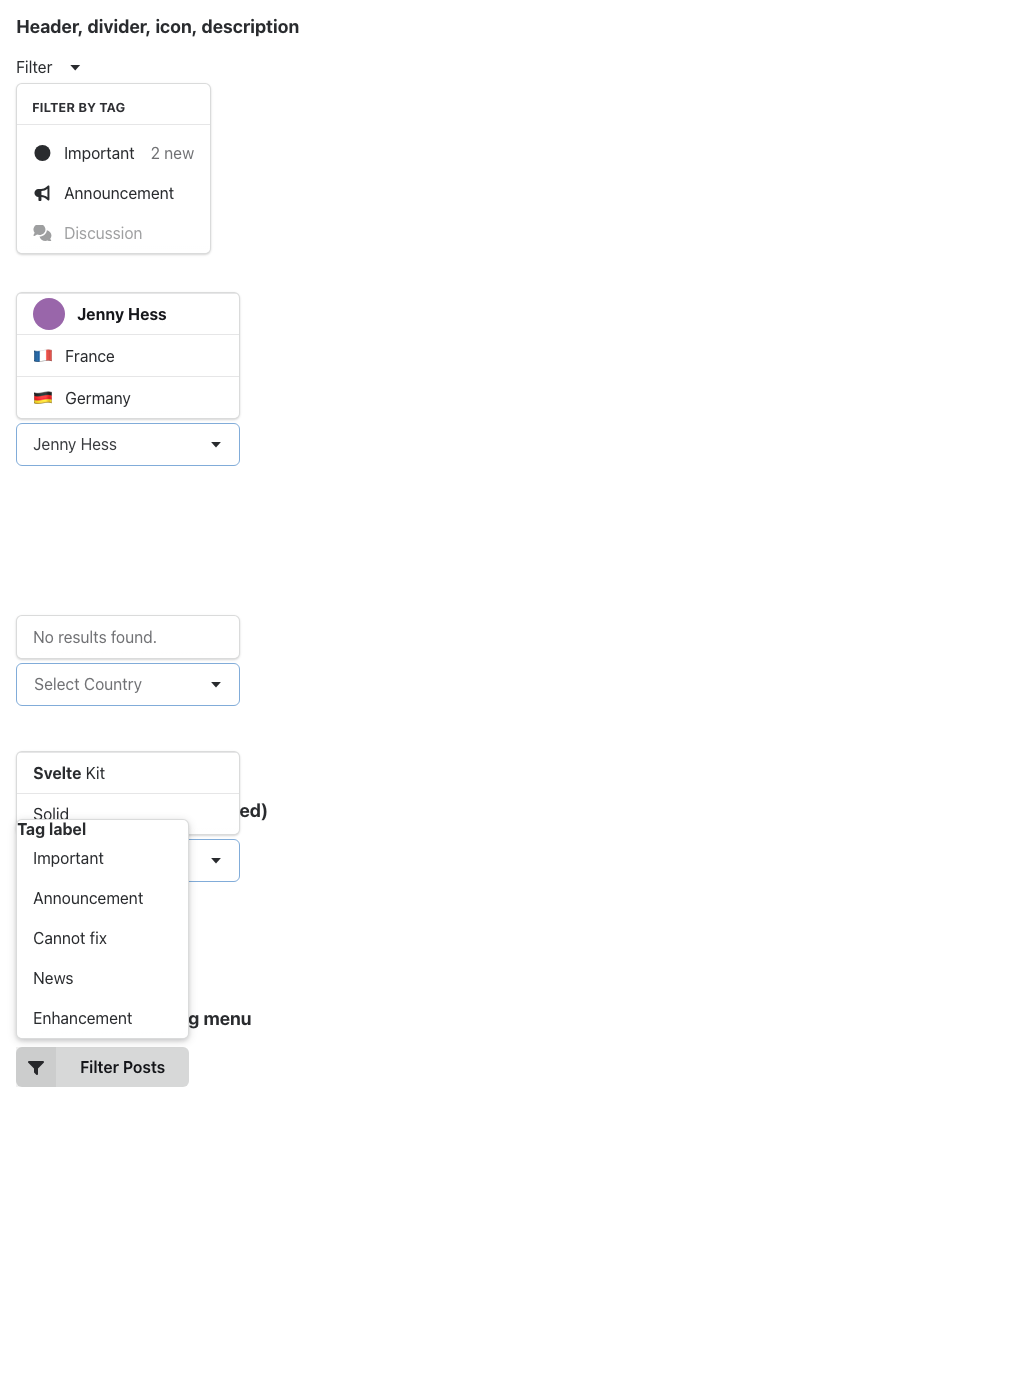 Header, divider, icon, description
Filter
FILTER BY TAG
Important 2 new
Announcement
Discussion
Jenny Hess
France
Germany
Jenny Hess
No results found.
Select Country
Svelte Kit
Solid
ed)
Tag label
Important
Announcement
Cannot fix
News
Enhancement
g menu
Filter Posts